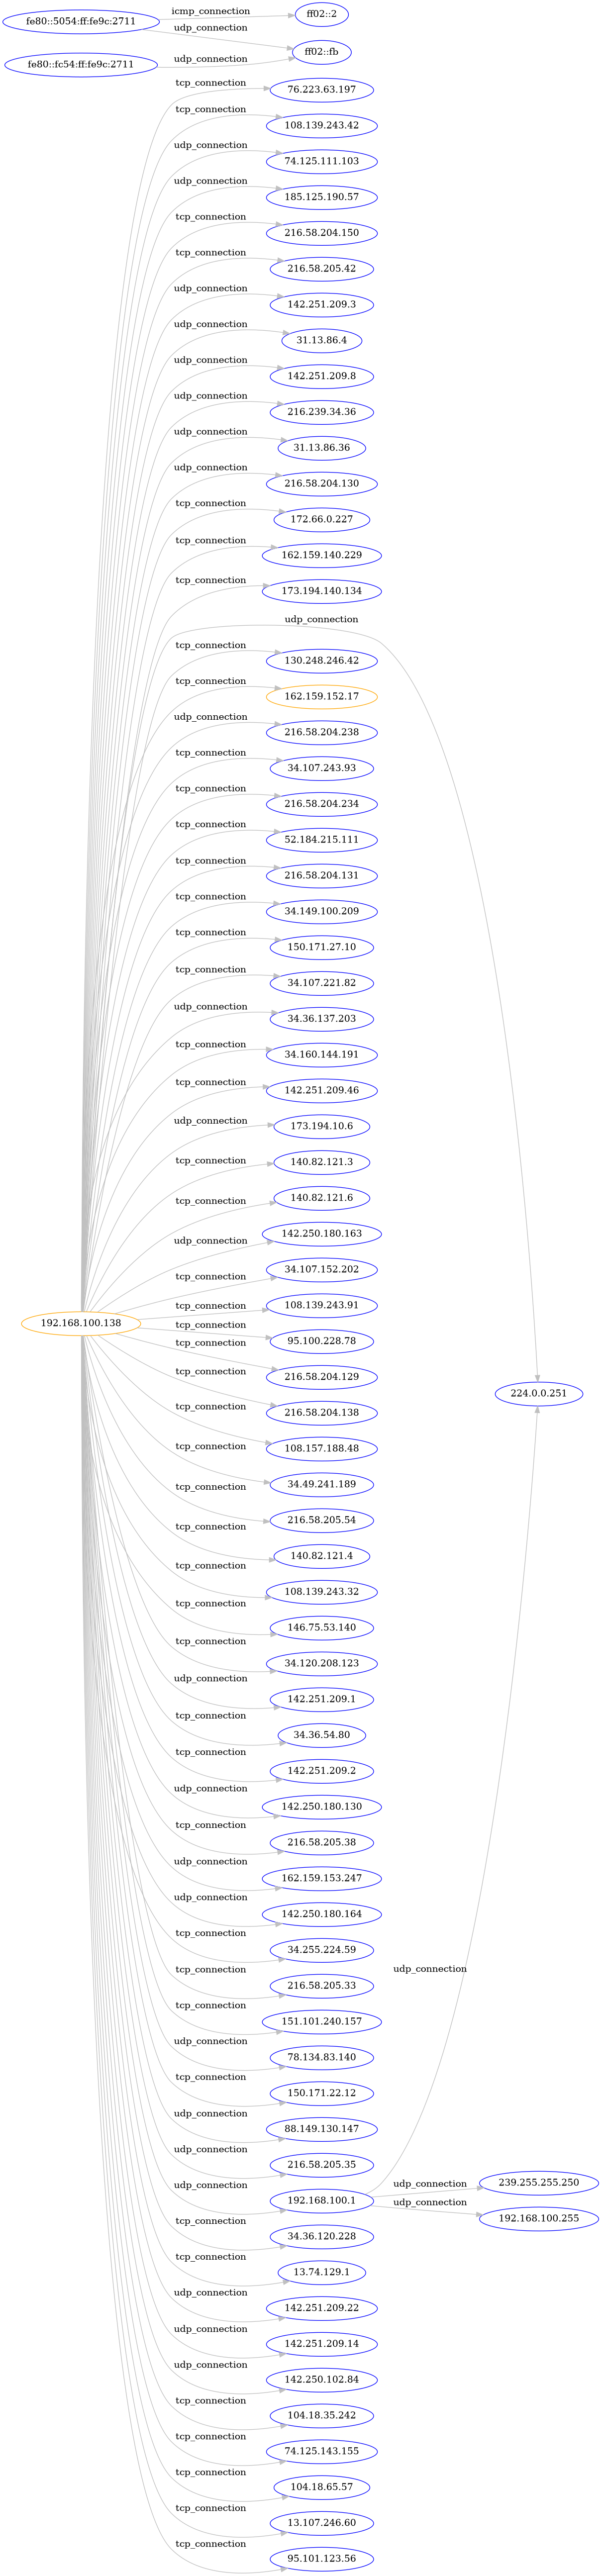 fe80::5054:ff:fe9c:2711
icmp_connection
ff02::2
udp_connection
ff02::fb
fe80::fc54:ff:fe9c:2711
udp_connection
tcp_connection
76.223.63.197
tcp_connection
108.139.243.42
udp_connection
74.125.111.103
udp_connection
185.125.190.57
tcp_connection
216.58.204.150
tcp_connection
216.58.205.42
udp_connection
142.251.209.3
udp_connection
31.13.86.4
udp_connection
142.251.209.8
udp_connection
216.239.34.36
udp_connection
31.13.86.36
udp_connection
216.58.204.130
tcp_connection
172.66.0.227
tcp_connection
162.159.140.229
tcp_connection
173.194.140.134
udp_connection
tcp_connection
130.248.246.42
tcp_connection
162.159.152.17
udp_connection
216.58.204.238
tcp_connection
34.107.243.93
tcp_connection
216.58.204.234
tcp_connection
52.184.215.111
tcp_connection
216.58.204.131
tcp_connection
34.149.100.209
tcp_connection
150.171.27.10
tcp_connection
34.107.221.82
udp_connection
34.36.137.203
tcp_connection
34.160.144.191
tcp_connection
142.251.209.46
udp_connection
173.194.10.6
tcp_connection
140.82.121.3
tcp_connection
140.82.121.6
udp_connection
142.250.180.163
tcp_connection
34.107.152.202
tcp_connection
108.139.243.91
192.168.100.138
tcp_connection
95.100.228.78
tcp_connection
216.58.204.129
tcp_connection
216.58.204.138
224.0.0.251
tcp_connection
108.157.188.48
tcp_connection
34.49.241.189
tcp_connection
216.58.205.54
tcp_connection
140.82.121.4
tcp_connection
108.139.243.32
tcp_connection
146.75.53.140
tcp_connection
34.120.208.123
udp_connection
142.251.209.1
tcp_connection
34.36.54.80
tcp_connection
142.251.209.2
udp_connection
142.250.180.130
tcp_connection
216.58.205.38
udp_connection
162.159.153.247
udp_connection
142.250.180.164
tcp_connection
34.255.224.59
udp_connection
tcp_connection
216.58.205.33
tcp_connection
151.101.240.157
udp_connection
78.134.83.140
tcp_connection
150.171.22.12
udp_connection
88.149.130.147
udp_connection
216.58.205.35
udp_connection
192.168.100.1
udp_connection
239.255.255.250
udp_connection
192.168.100.255
tcp_connection
34.36.120.228
tcp_connection
13.74.129.1
udp_connection
142.251.209.22
udp_connection
142.251.209.14
udp_connection
142.250.102.84
tcp_connection
104.18.35.242
tcp_connection
74.125.143.155
tcp_connection
104.18.65.57
tcp_connection
13.107.246.60
tcp_connection
95.101.123.56